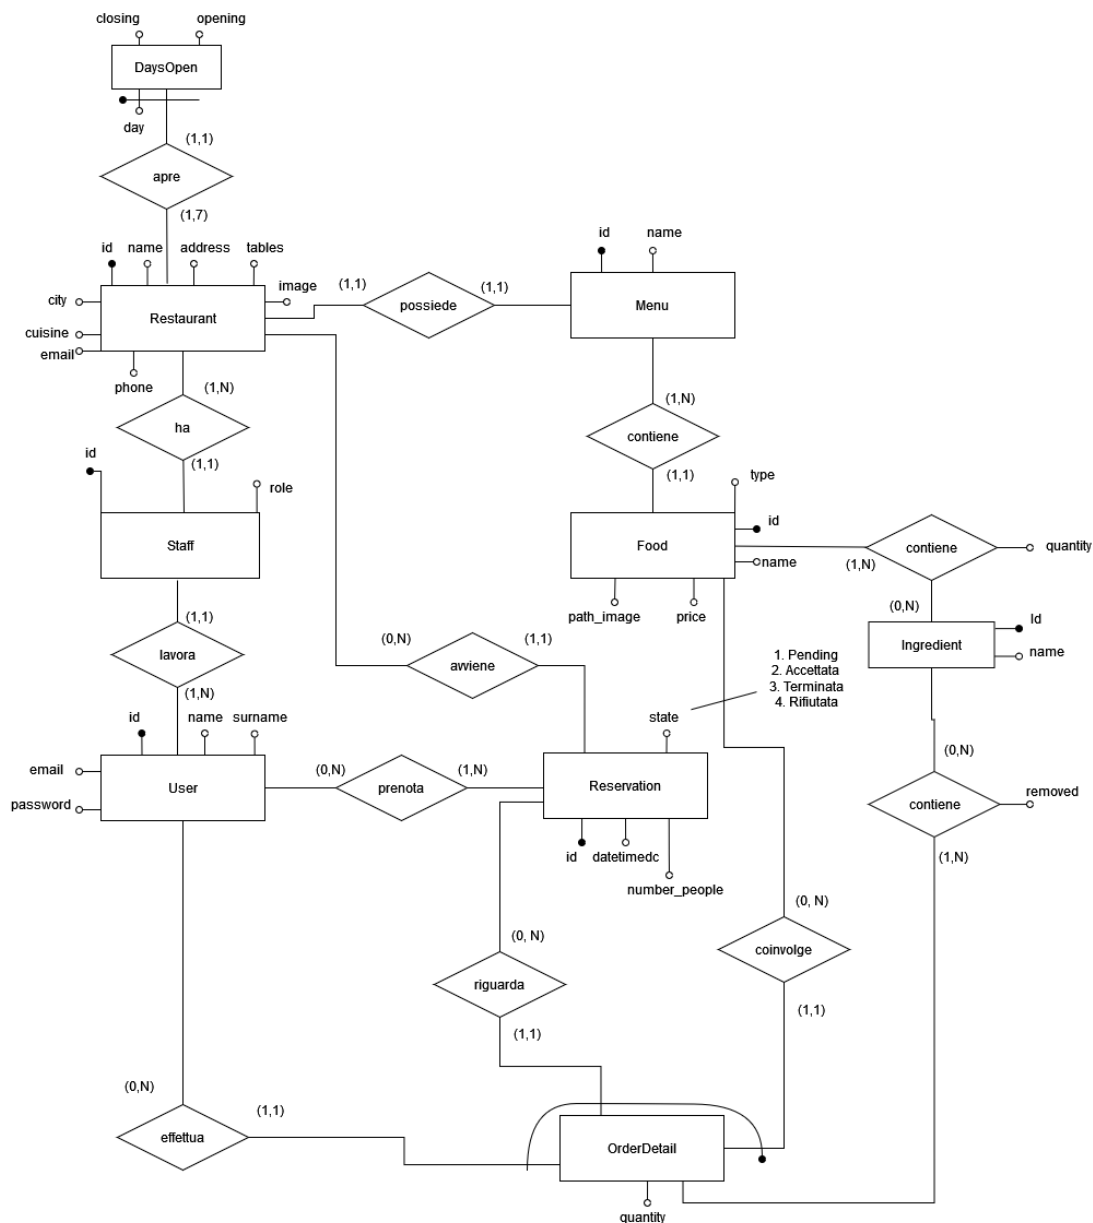 closing
opening
DaysOpen
day
(1,1)
apre
(1,7)
id
name
address
tables
image
city
Restaurant
cuisine
email
phone
(1,1)
possiede
(1,1)
id
name
Menu
(1,N)
ha
(1,1)
(1,N)
contiene
(1,1)
id
role
Staff
type
id
Food
name
path_image
price
(1,N)
contiene
quantity
(0,N)
Id
Ingredient
name
(1,1)
lavora
(1,N)
(0,N)
avviene
(1,1)
1. Pending
2. Accettata
3. Terminata
4. Rifiutata
state
id
name
surname
email
User
password
(0,N)
prenota
(1,N)
Reservation
id
datetimedc
number_people
(0,N)
contiene
removed
(1,N)
(0, N)
riguarda
(1,1)
(0, N)
coinvolge
(1,1)
(0,N)
effettua
(1,1)
OrderDetail
quantity